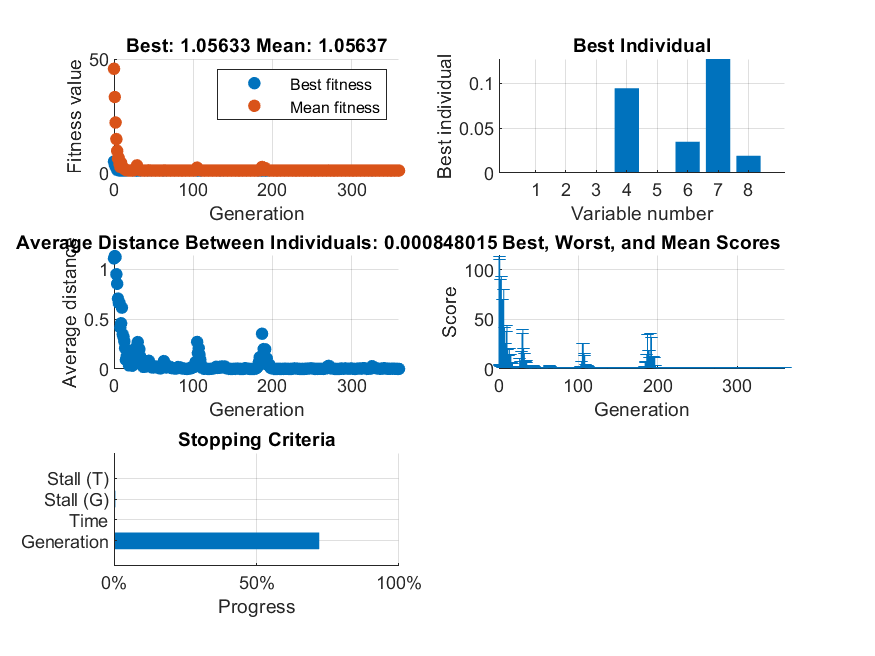 Best: 1.05633 Mean: 1.05637
Fitness value
50
0
Best fitness
Mean fitness
0 100 200 300
Generation
Best Individual
Best individual
0.1
0.05
0
1 2 3 4 5 6 7 8
Variable number
Average Distance Between Individuals: 0.000848015
Average distance
1
0.5
0
0 100 200 300
Generation
Best, Worst, and Mean Scores
Score
100
50
0
0 100 200 300
Generation
Stopping Criteria
Stall (T)
Stall (G)
Time
Generation
0% 50% 100%
Progress